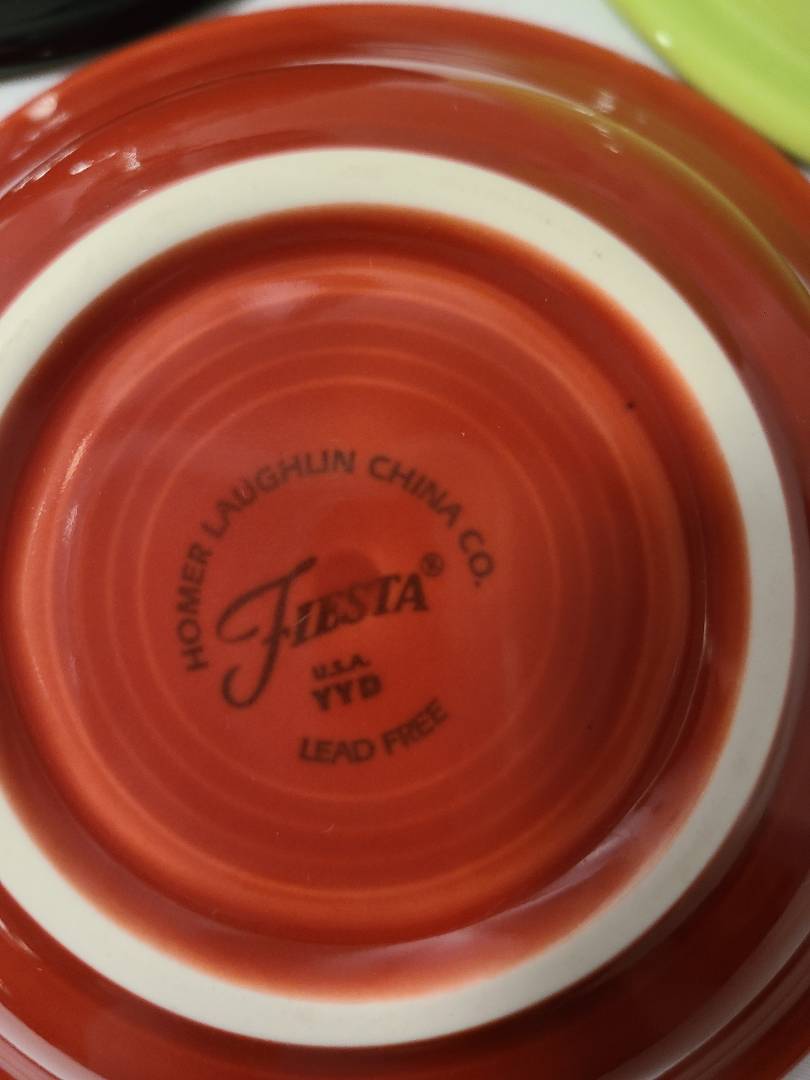 HOMER LAUGHLIN CHINA CO.
FIESTA®
U.S.A.
YYD
LEAD FREE